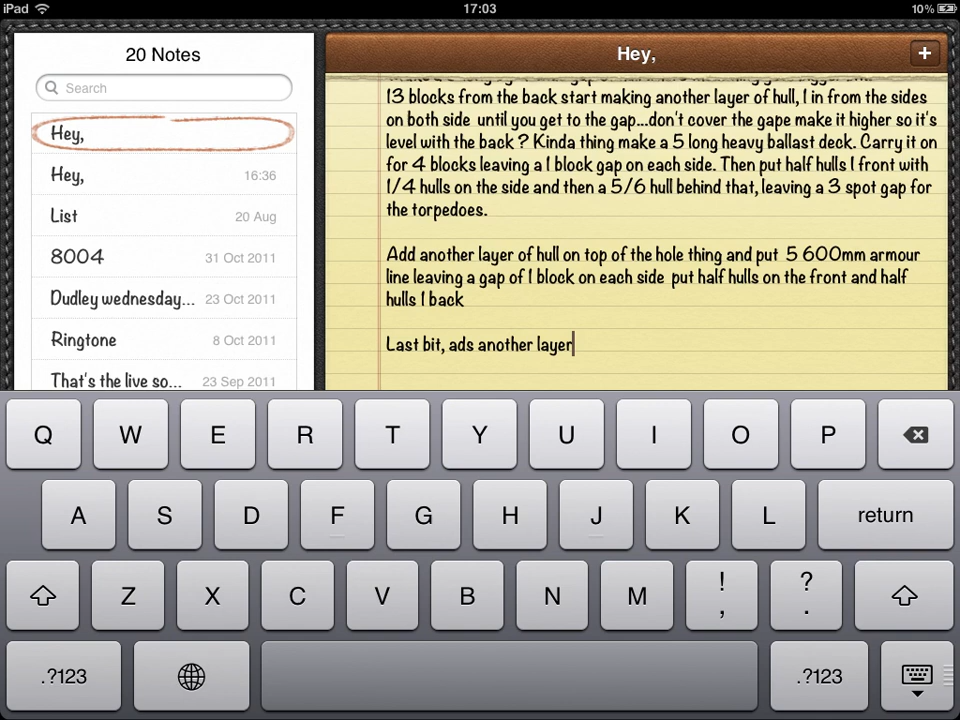 iPad 17:03 10%
20 Notes
Search
Hey,
Hey, 16:36
List 20 Aug
8004 31 Oct 2011
Dudley wednesday... 23 Oct 2011
Ringtone 8 Oct 2011
That's the live so... 23 Sep 2011
Hey, +
13 blocks from the back start making another layer of hull, 1 in from the sides
on both side until you get to the gap...don't cover the gape make it higher so it's
level with the back ? Kinda thing make a 5 long heavy ballast deck. Carry it on
for 4 blocks leaving a 1 block gap on each side. Then put half hulls 1 front with
1/4 hulls on the side and then a 5/6 hull behind that, leaving a 3 spot gap for
the torpedoes.
Add another layer of hull on top of the hole thing and put 5 600mm armour
line leaving a gap of 1 block on each side put half hulls on the front and half
hulls 1 back
Last bit, ads another layer
Q W E R T Y U I O P
A S D F G H J K L return
Z X C V B N M ! , ? .
.?123 .?123